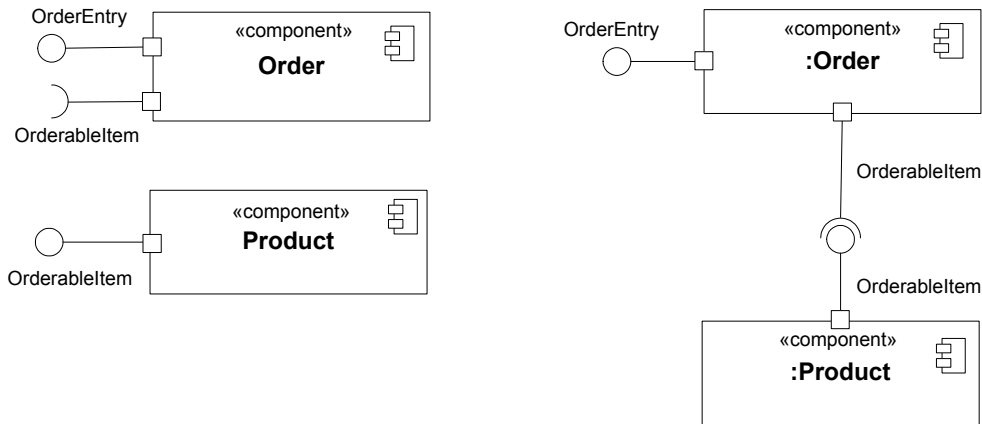 OrderEntry
«component»
Order
OrderableItem
«component»
Product
OrderableItem
OrderEntry
«component»
:Order
OrderableItem
OrderableItem
«component»
:Product